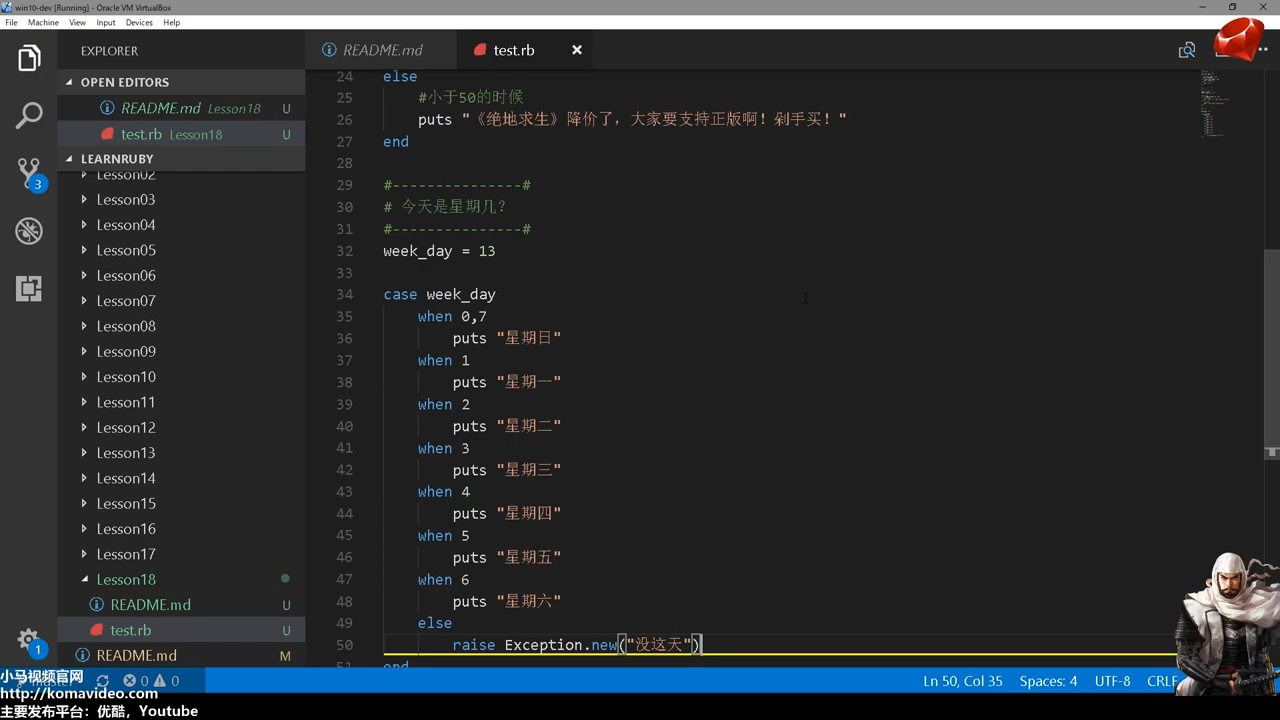 win10-dev [Running] - Oracle VM VirtualBox
File Machine View Input Devices Help
EXPLORER
README.md
test.rb
OPEN EDITORS
README.md Lesson18 U
test.rb Lesson18 U
LEARNRUBY
Lesson02
Lesson03
Lesson04
Lesson05
Lesson06
Lesson07
Lesson08
Lesson09
Lesson10
Lesson11
Lesson12
Lesson13
Lesson14
Lesson15
Lesson16
Lesson17
Lesson18
README.md U
test.rb U
README.md M
3
1
24 else
25 #小于50的时候
26 puts "《绝地求生》降价了，大家要支持正版啊！剁手买！"
27 end
28
29 #---------------#
30 # 今天是星期几？
31 #---------------#
32 week_day = 13
33
34 case week_day
35 when 0,7
36 puts "星期日"
37 when 1
38 puts "星期一"
39 when 2
40 puts "星期二"
41 when 3
42 puts "星期三"
43 when 4
44 puts "星期四"
45 when 5
46 puts "星期五"
47 when 6
48 puts "星期六"
49 else
50 raise Exception.new("没这天")
51 end
小马视频官网
http://komavideo.com
主要发布平台：优酷，Youtube
0 0
Ln 50, Col 35 Spaces: 4 UTF-8 CRLF